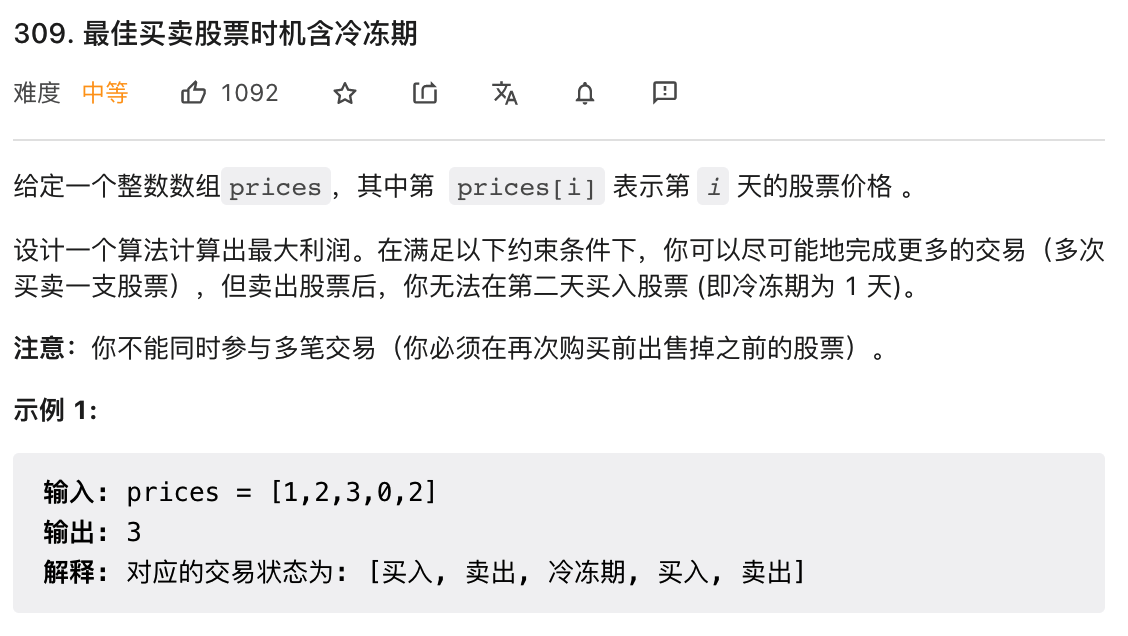 309. 最佳买卖股票时机含冷冻期
难度 中等 1092
给定一个整数数组prices，其中第 prices[i] 表示第 i 天的股票价格 。
设计一个算法计算出最大利润。在满足以下约束条件下，你可以尽可能地完成更多的交易（多次
买卖一支股票），但卖出股票后，你无法在第二天买入股票 (即冷冻期为 1 天)。
注意：你不能同时参与多笔交易（你必须在再次购买前出售掉之前的股票）。
示例 1:
输入: prices = [1,2,3,0,2]
输出: 3
解释: 对应的交易状态为: [买入, 卖出, 冷冻期, 买入, 卖出]